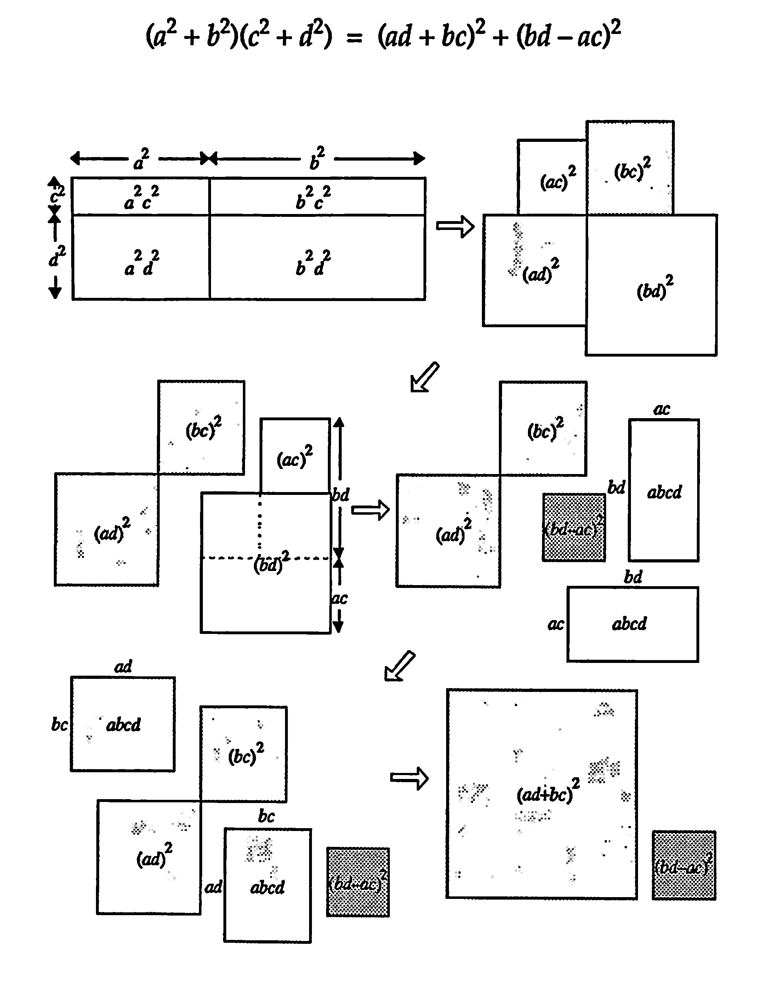 (a² + b²)(c² + d²) = (ad + bc)² + (bd – ac)²
a² b²
c² a²c² b²c²
d² a²d² b²d²
(ac)² (bc)²
(ad)² (bd)²
(bc)²
(ac)²
bd
(ad)²
(bd)²
ac
(bc)²
ac
bd abcd
(ad)² (bd–ac)²
bd
ac abcd
ad
bc abcd
(bc)²
bc
(ad)²
ad abcd (bd–ac)²
(ad+bc)²
(bd–ac)²